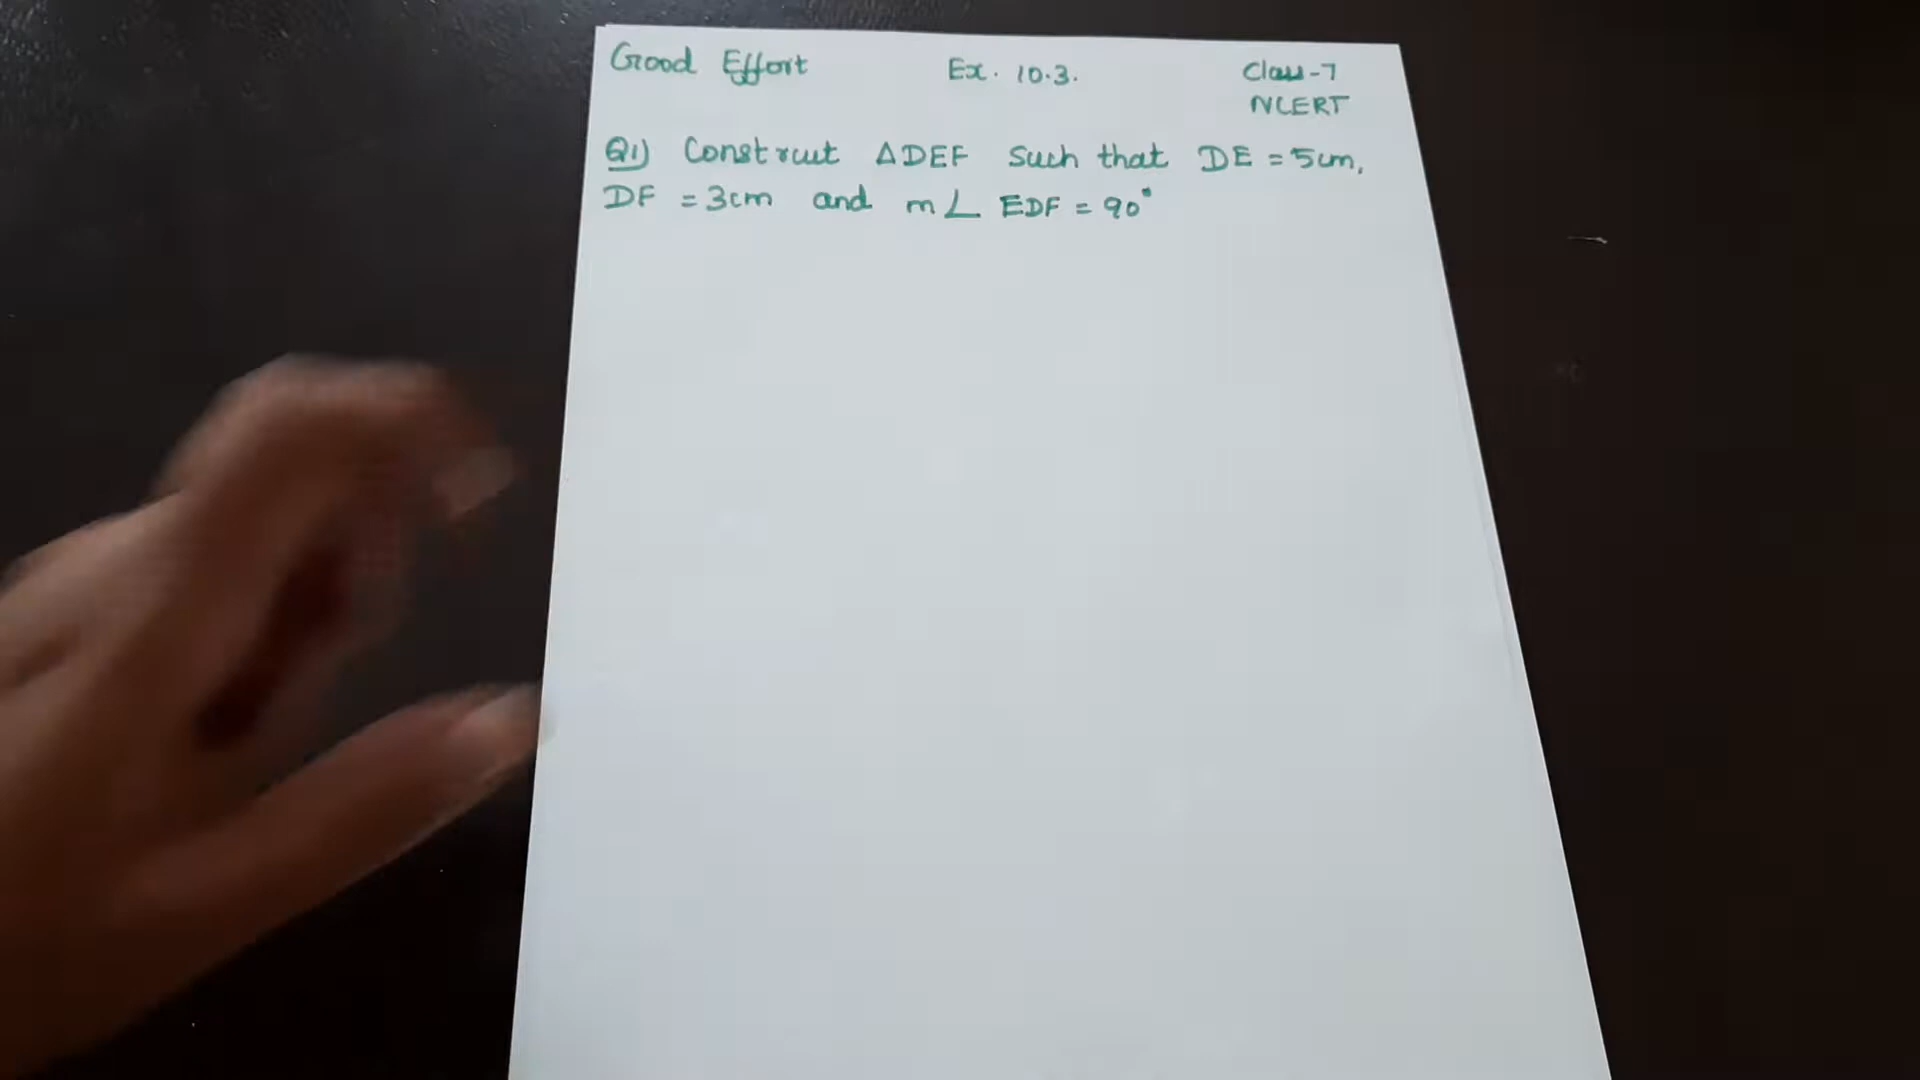 Good Effort Ex. 10.3. Class-7
NCERT
Q1) Construct ΔDEF Such that DE = 5cm,
DF = 3cm and m∠ EDF = 90°